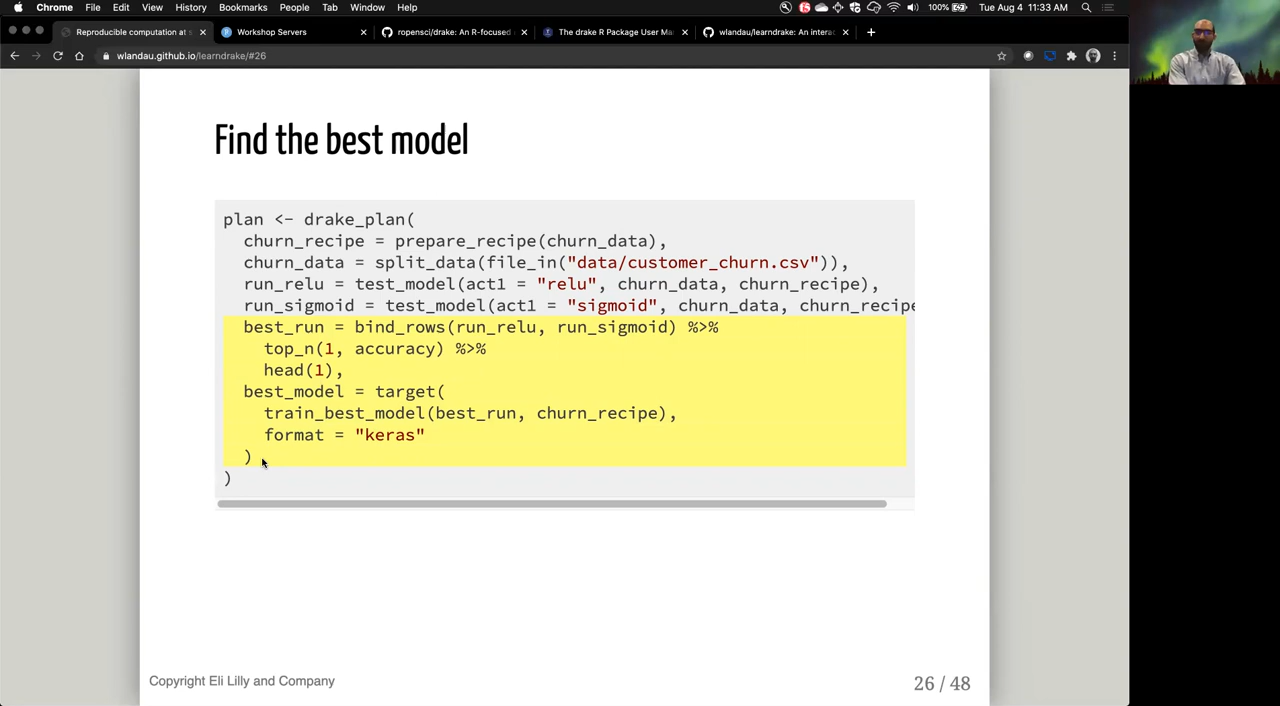 Chrome File Edit View History Bookmarks People Tab Window Help 100% Tue Aug 4 11:33 AM
Reproducible computation at s Workshop Servers ropensci/drake: An R-focused The drake R Package User Ma wlandau/learndrake: An intera
wlandau.github.io/learndrake/#26
Find the best model
plan <- drake_plan(
  churn_recipe = prepare_recipe(churn_data),
  churn_data = split_data(file_in("data/customer_churn.csv")),
  run_relu = test_model(act1 = "relu", churn_data, churn_recipe),
  run_sigmoid = test_model(act1 = "sigmoid", churn_data, churn_recipe
  best_run = bind_rows(run_relu, run_sigmoid) %>%
    top_n(1, accuracy) %>%
    head(1),
  best_model = target(
    train_best_model(best_run, churn_recipe),
    format = "keras"
  )
)
Copyright Eli Lilly and Company
26 / 48